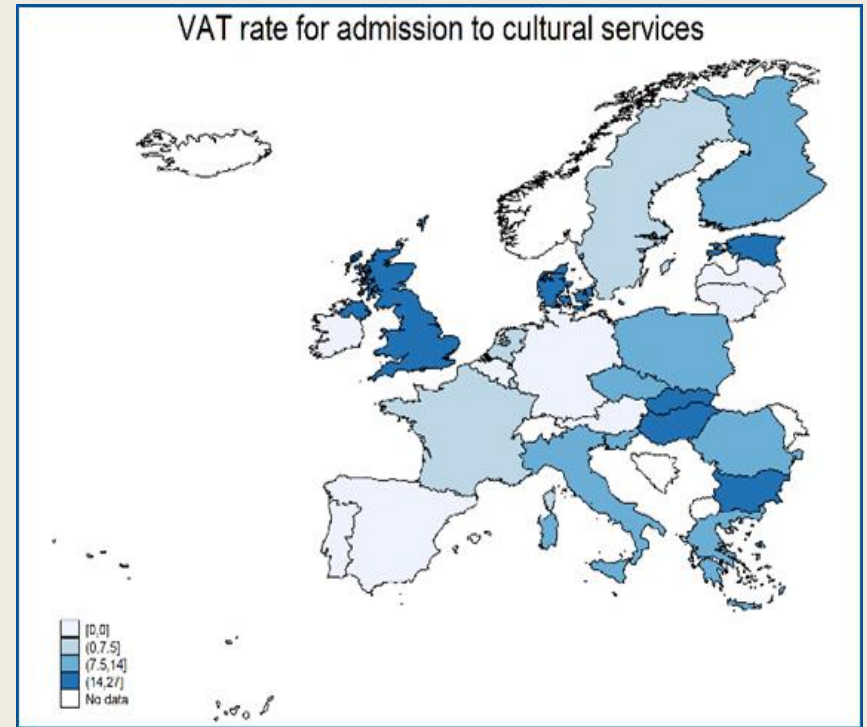 VAT rate for admission to cultural services
[0,0]
(0,7.5]
(7.5,14]
(14,27]
No data